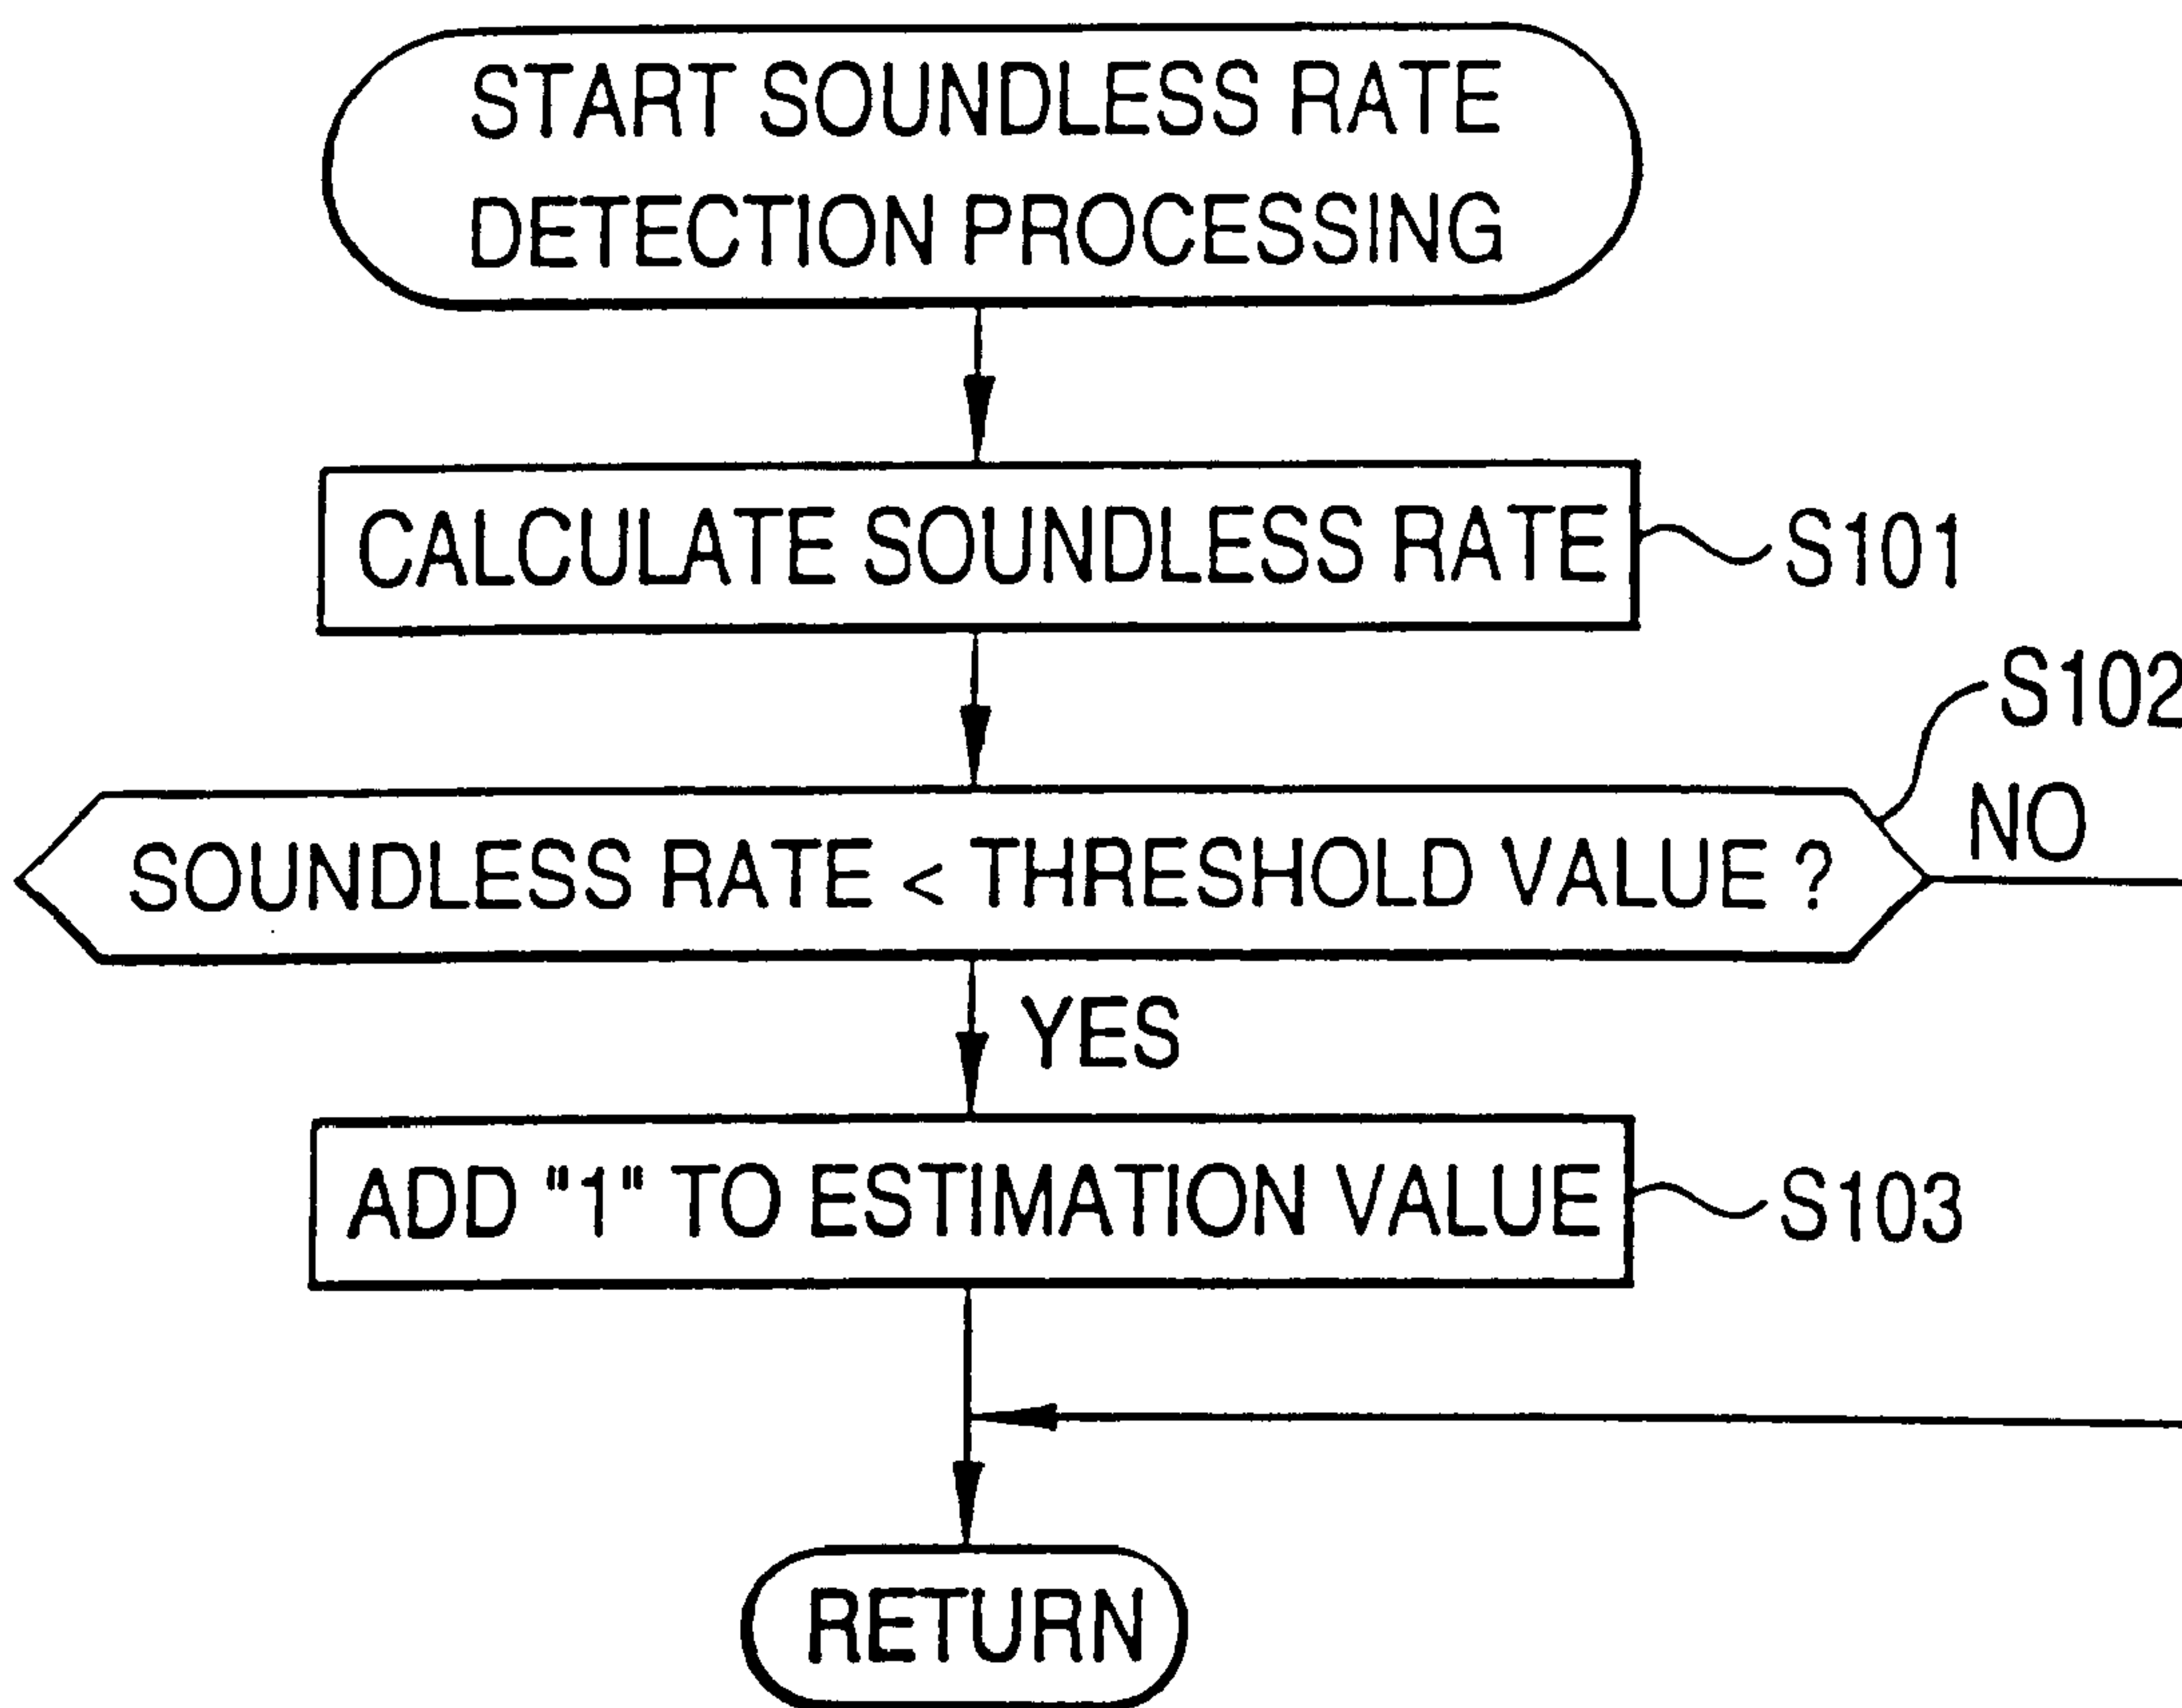 START SOUNDLESS RATE
DETECTION PROCESSING
CALCULATE SOUNDLESS RATE
S101
S102
NO
SOUNDLESS RATE < THRESHOLD VALUE ?
YES
ADD "1" TO ESTIMATION VALUE
S103
RETURN